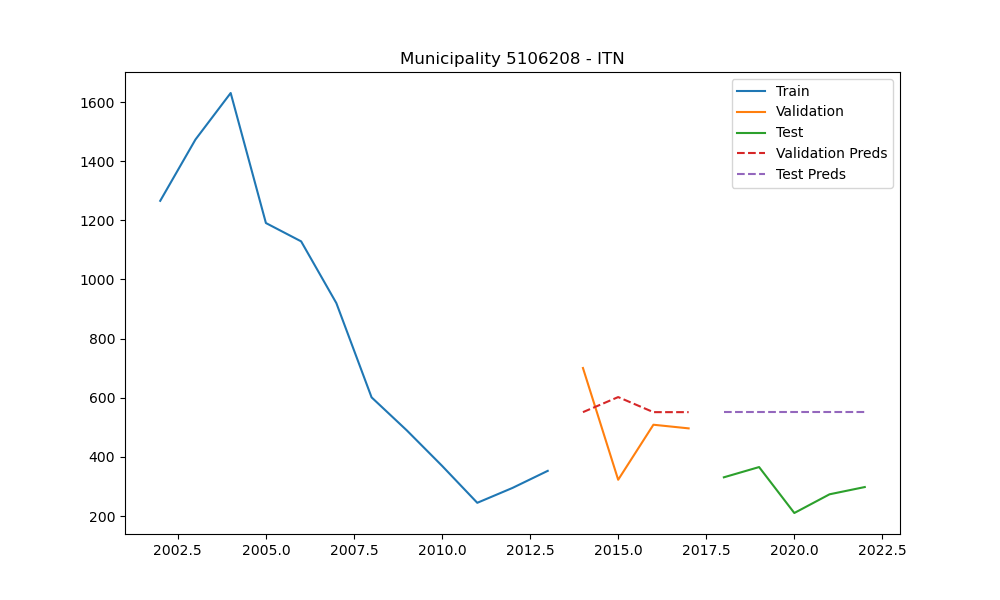 Municipality 5106208 - ITN
Train
Validation
Test
Validation Preds
Test Preds
1600
1400
1200
1000
800
600
400
200
2002.5 2005.0 2007.5 2010.0 2012.5 2015.0 2017.5 2020.0 2022.5